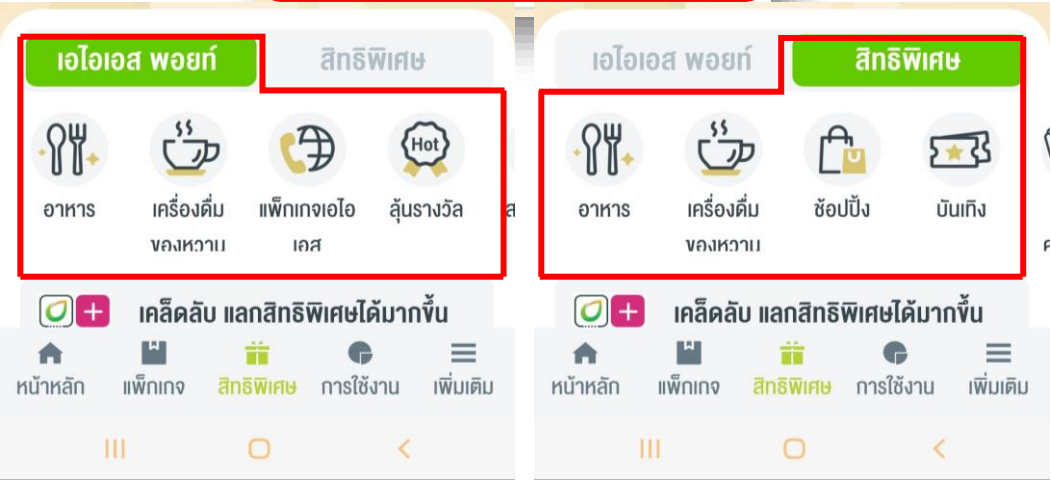 เอไอเอส พอยท์
สิทธิพิเศษ
Hot
อาหาร
เครื่องดื่ม
ของหวาน
แพ็กเกจเอไอ
เอส
ลุ้นรางวัล
เคล็ดลับ แลกสิทธิพิเศษได้มากขึ้น
หน้าหลัก
แพ็กเกจ
สิทธิพิเศษ
การใช้งาน
เพิ่มเติม
เอไอเอส พอยท์
สิทธิพิเศษ
อาหาร
เครื่องดื่ม
ของหวาน
ช้อปปิ้ง
บันเทิง
เคล็ดลับ แลกสิทธิพิเศษได้มากขึ้น
หน้าหลัก
แพ็กเกจ
สิทธิพิเศษ
การใช้งาน
เพิ่มเติม